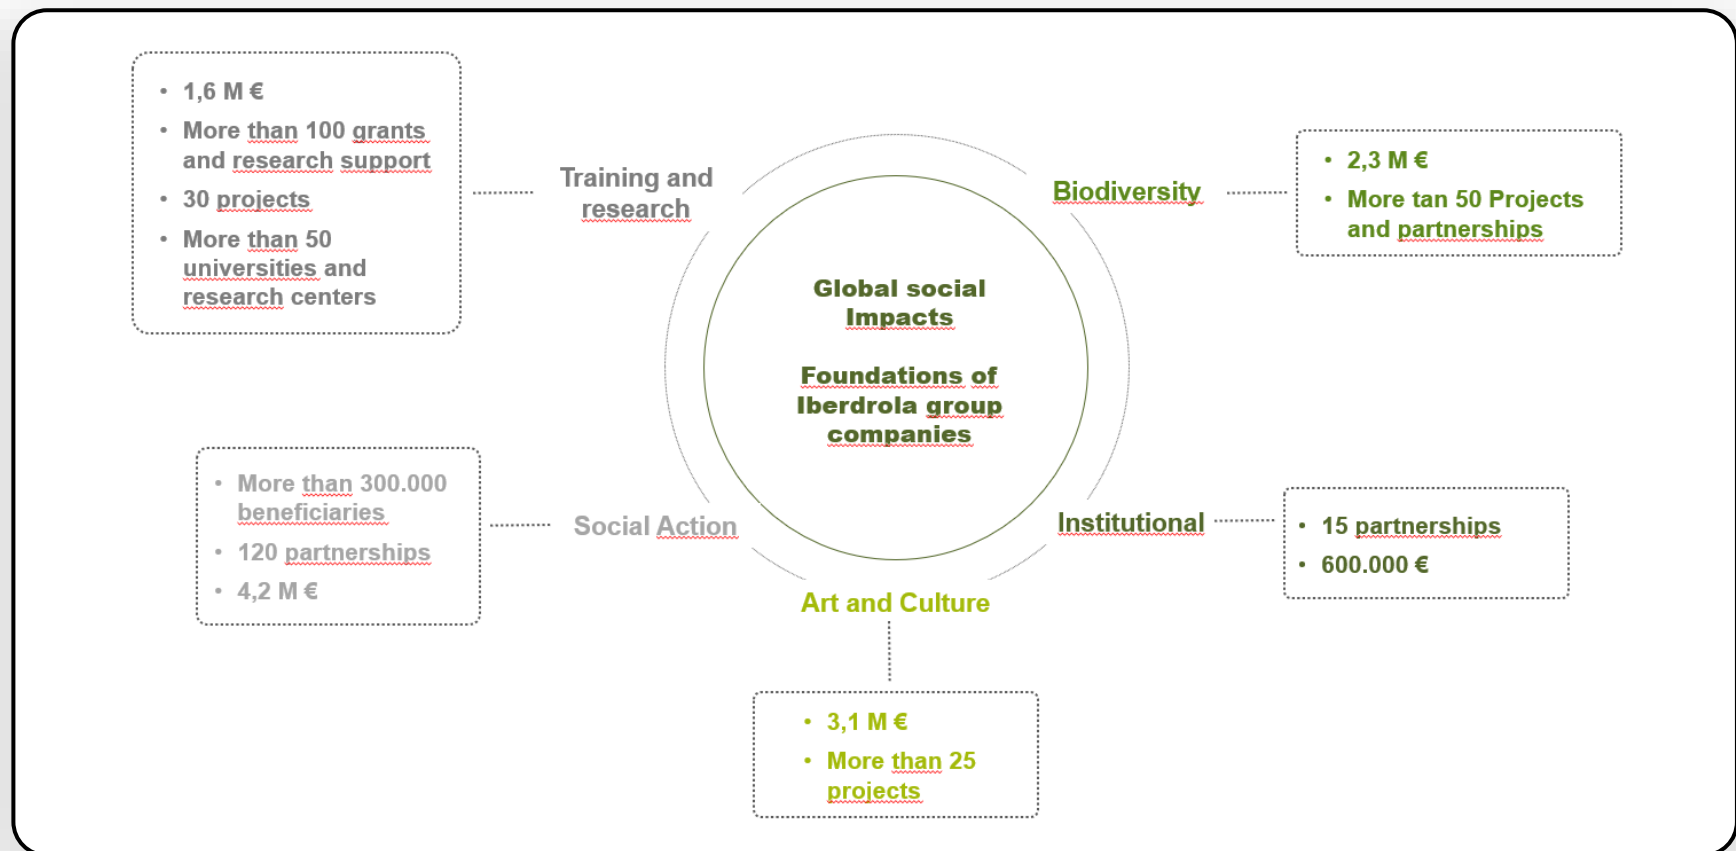 • 1,6 M €
• More than 100 grants
and research support
• 30 projects
• More than 50
universities and
research centers
Training and
research
Biodiversity
• 2,3 M €
• More tan 50 Projects
and partnerships
Global social
Impacts
Foundations of
Iberdrola group
companies
• More than 300.000
beneficiaries
• 120 partnerships
• 4,2 M €
Social Action
Institutional
• 15 partnerships
• 600.000 €
Art and Culture
• 3,1 M €
• More than 25
projects